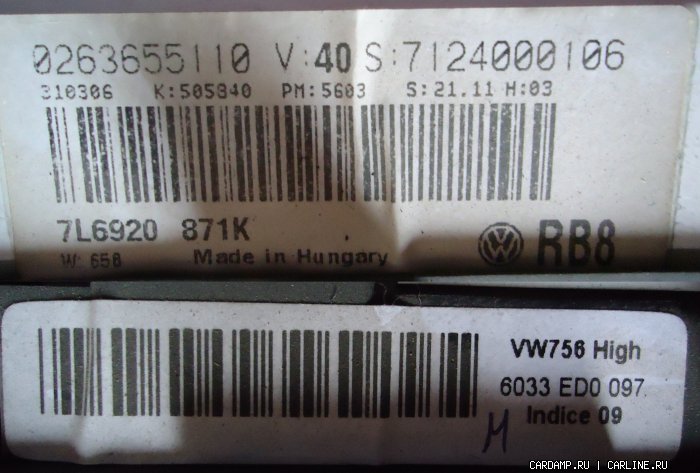 0263655110 V:40 S:7124000106
310306 K:505840 PM:5603 S:21.11 H:03
7L6920 871K
W: 658 Made in Hungary
VW RB8
VW756 High
6033 ED0 097
Indice 09
M
CARDAMP.RU | CARLINE.RU